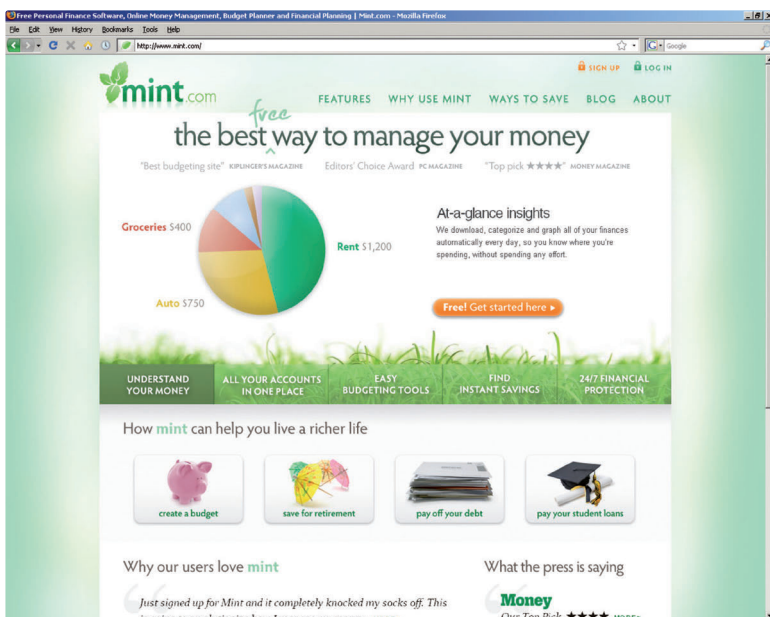 Free Personal Finance Software, Online Money Management, Budget Planner and Financial Planning | Mint.com - Mozilla Firefox
File Edit View History Bookmarks Tools Help
http://www.mint.com/
Google
SIGN UP LOG IN
mint.com
FEATURES WHY USE MINT WAYS TO SAVE BLOG ABOUT
free
the best way to manage your money
"Best budgeting site" KIPLINGER'S MAGAZINE Editors' Choice Award PC MAGAZINE "Top pick ★★★★" MONEY MAGAZINE
At-a-glance insights
We download, categorize and graph all of your finances
automatically every day, so you know where you're
spending, without spending any effort.
Groceries $400
Rent $1,200
Auto $750
Free! Get started here
UNDERSTAND
YOUR MONEY
ALL YOUR ACCOUNTS
IN ONE PLACE
EASY
BUDGETING TOOLS
FIND
INSTANT SAVINGS
24/7 FINANCIAL
PROTECTION
How mint can help you live a richer life
create a budget
save for retirement
pay off your debt
pay your student loans
Why our users love mint
Just signed up for Mint and it completely knocked my socks off. This
What the press is saying
Money
Our Top Pick ★★★★ MORE